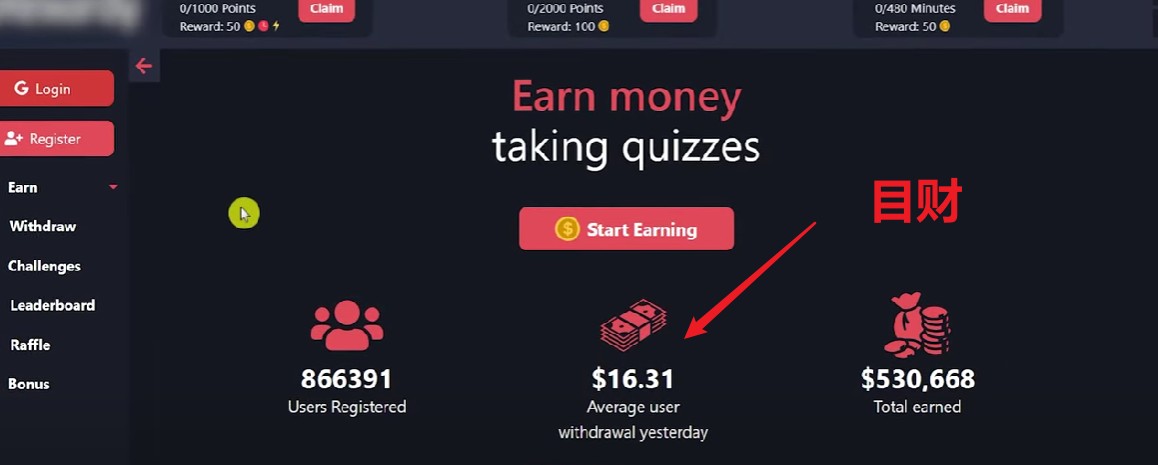 0/1000 Points
Claim
Reward: 50
0/2000 Points
Claim
Reward: 100
0/480 Minutes
Claim
Reward: 50
Login
Register
Earn
Withdraw
Challenges
Leaderboard
Raffle
Bonus
Earn money
taking quizzes
Start Earning
目财
866391
Users Registered
$16.31
Average user
withdrawal yesterday
$530,668
Total earned